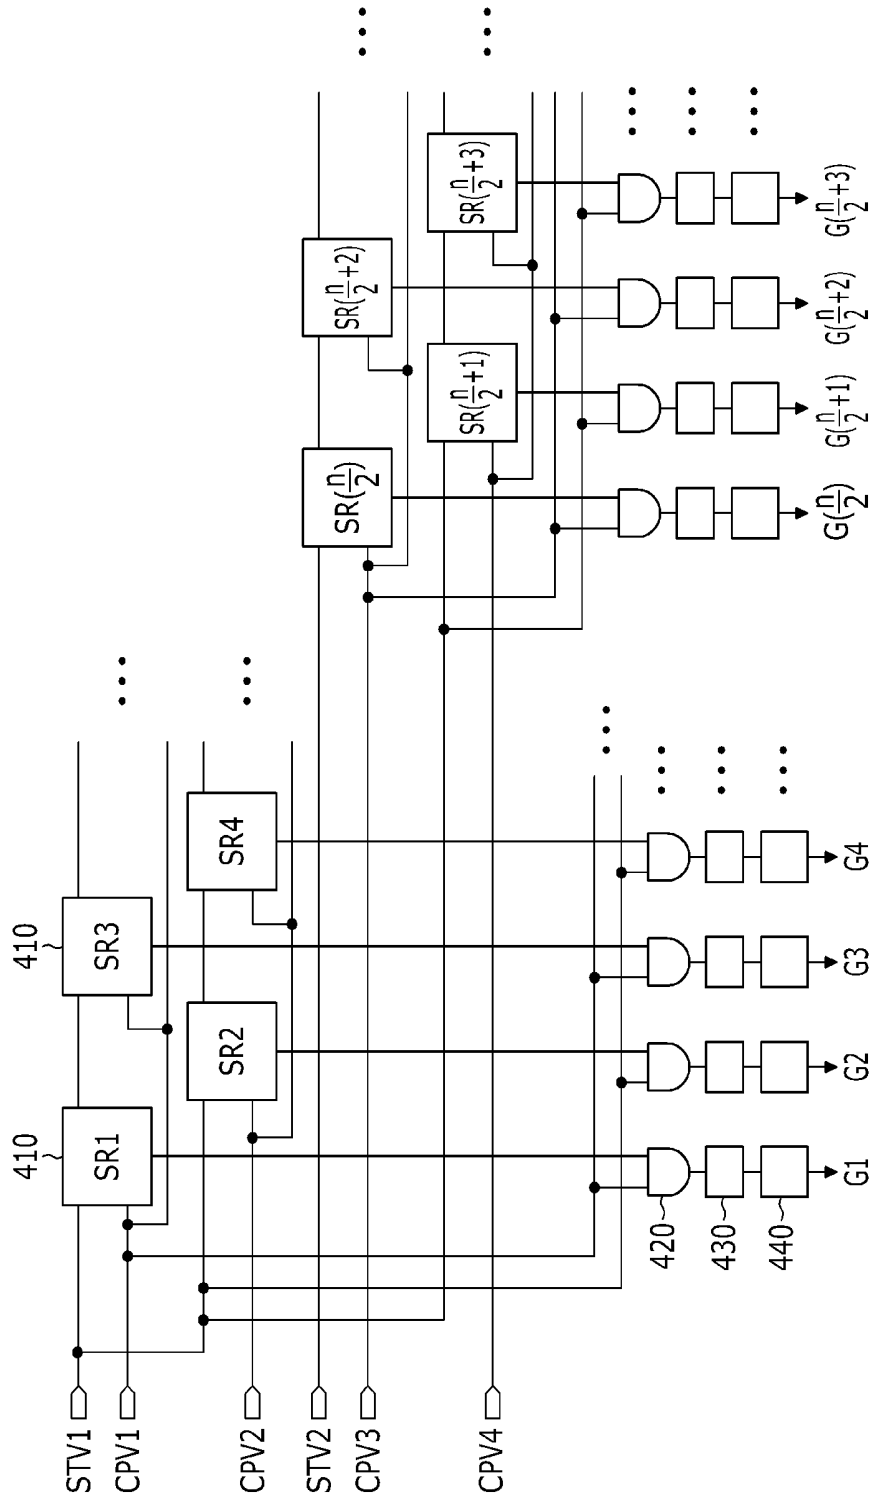 410
410
SR1
SR3
SR2
SR4
SR(n/2)
SR(n/2+2)
SR(n/2+1)
SR(n/2+3)
STV1
CPV1
CPV2
STV2
CPV3
CPV4
420
430
440
G1
G2
G3
G4
G(n/2)
G(n/2+1)
G(n/2+2)
G(n/2+3)